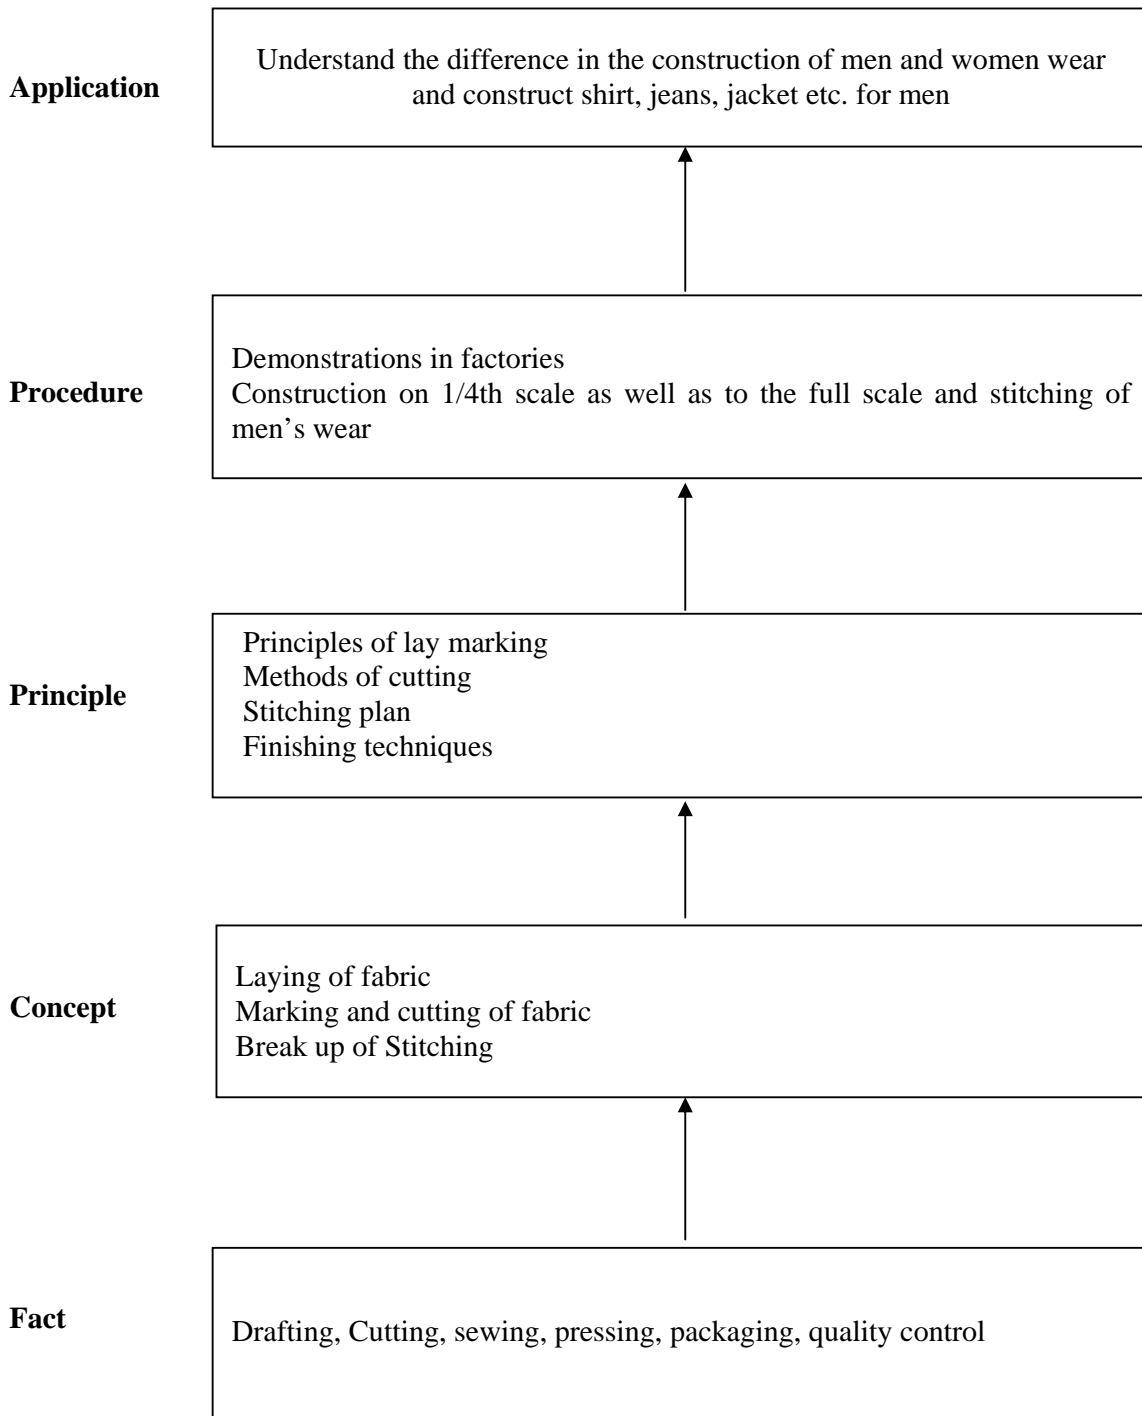 Application
Understand the difference in the construction of men and women wear
and construct shirt, jeans, jacket etc. for men
Procedure
Demonstrations in factories
Construction on 1/4th scale as well as to the full scale and stitching of
men’s wear
Principle
Principles of lay marking
Methods of cutting
Stitching plan
Finishing techniques
Concept
Laying of fabric
Marking and cutting of fabric
Break up of Stitching
Fact
Drafting, Cutting, sewing, pressing, packaging, quality control